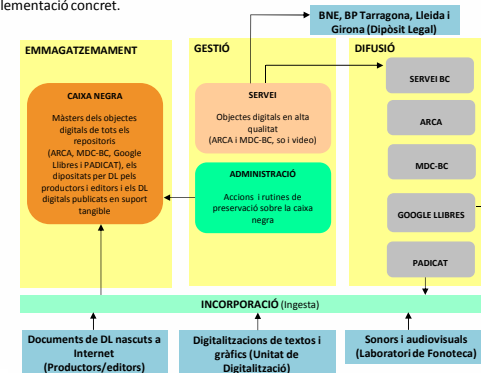 lementació concret.
BNE, BP Tarragona, Lleida i
Girona (Dipòsit Legal)
EMMAGATZEMAMENT
GESTIÓ
DIFUSIÓ
CAIXA NEGRA
Màsters dels objectes
digitals de tots els
repositoris
(ARCA, MDC-BC, Google
Llibres i PADICAT), els
dipositats per DL pels
productors i editors i els DL
digitals publicats en suport
tangible
SERVEI
Objectes digitals en alta
qualitat
(ARCA i MDC-BC, so i video)
ADMINISTRACIÓ
Accions i rutines de
preservació sobre la caixa
negra
SERVEI BC
ARCA
MDC-BC
GOOGLE LLIBRES
PADICAT
INCORPORACIÓ (Ingesta)
Documents de DL nascuts a
Internet
(Productors/editors)
Digitalitzacions de textos i
gràfics (Unitat de
Digitalització)
Sonors i audiovisuals
(Laboratori de Fonoteca)